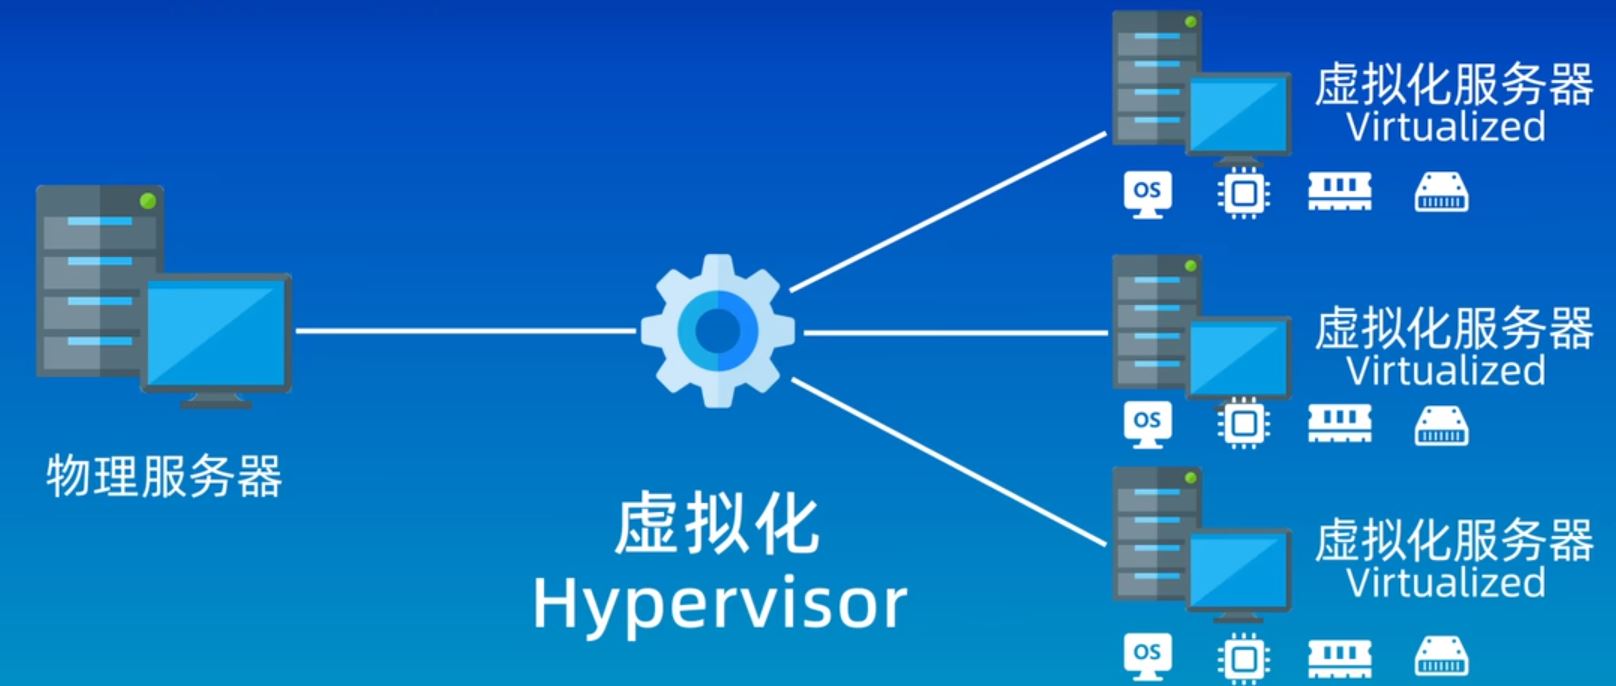 虚拟化服务器
Virtualized
OS
物理服务器
虚拟化
Hypervisor
虚拟化服务器
Virtualized
OS
虚拟化服务器
Virtualized
OS